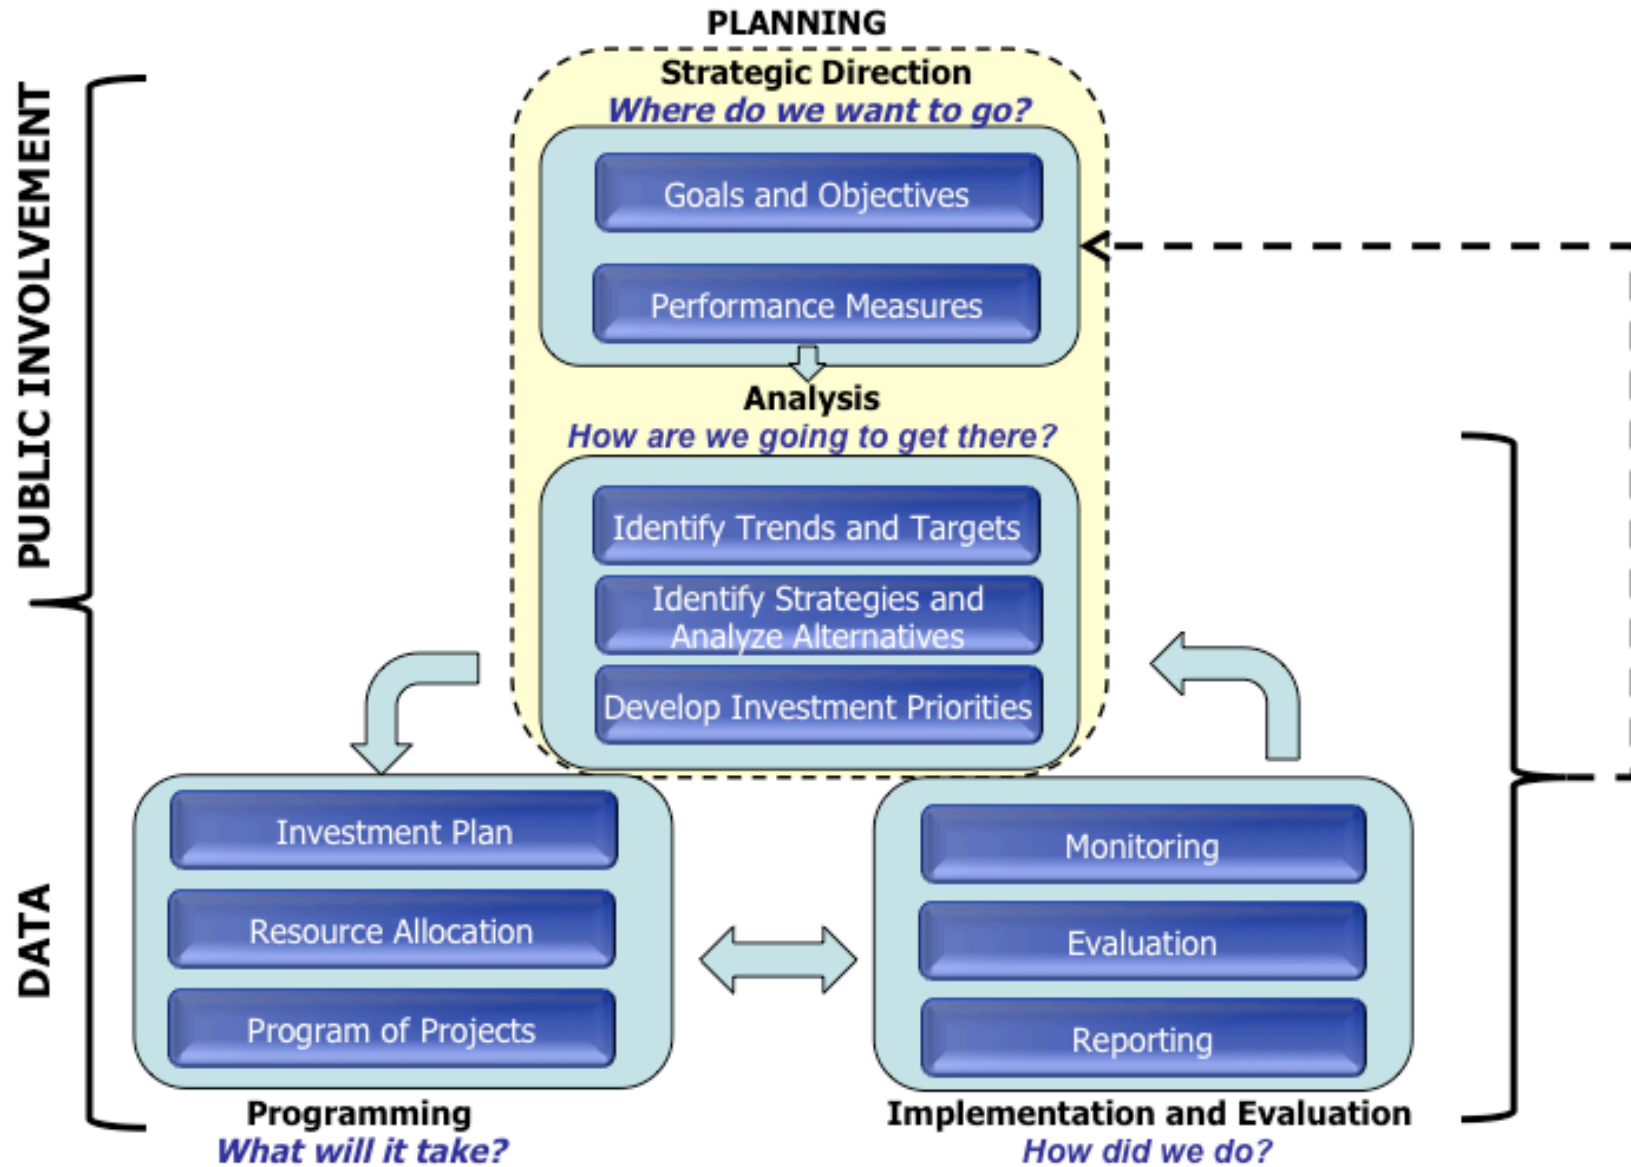 PLANNING
Strategic Direction
Where do we want to go?
Goals and Objectives
Performance Measures
Analysis
How are we going to get there?
Identify Trends and Targets
Identify Strategies and
Analyze Alternatives
Develop Investment Priorities
PUBLIC INVOLVEMENT
DATA
Investment Plan
Resource Allocation
Program of Projects
Programming
What will it take?
Monitoring
Evaluation
Reporting
Implementation and Evaluation
How did we do?